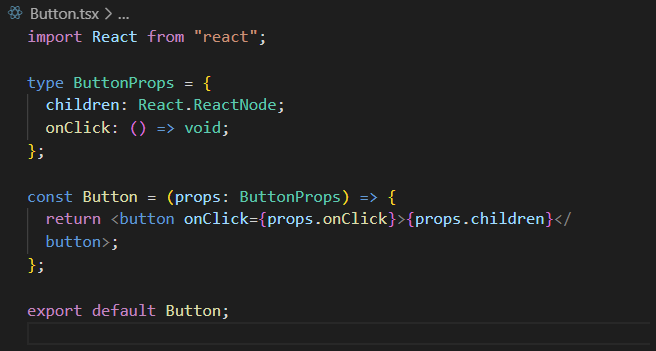 Button.tsx > ...
import React from "react";

type ButtonProps = {
  children: React.ReactNode;
  onClick: () => void;
};

const Button = (props: ButtonProps) => {
  return <button onClick={props.onClick}>{props.children}</
  button>;
};

export default Button;